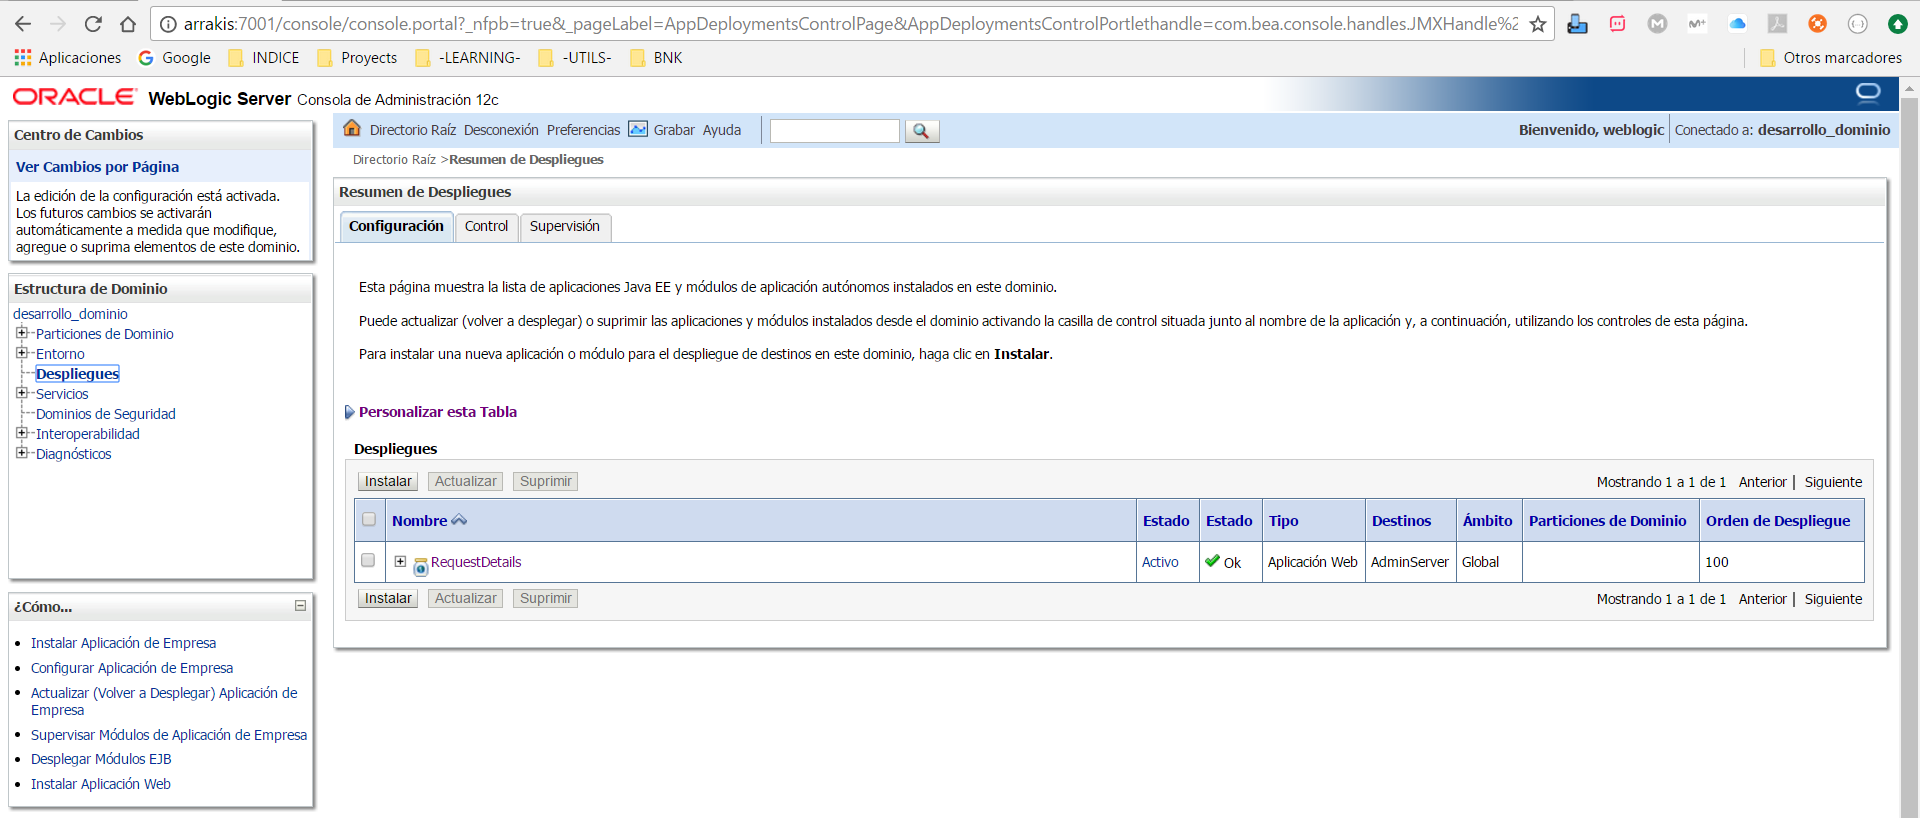 arrakis:7001/console/console.portal?_nfpb=true&_pageLabel=AppDeploymentsControlPage&AppDeploymentsControlPortlethandle=com.bea.console.handles.JMXHandle%2
Aplicaciones Google INDICE Proyects -LEARNING- -UTILS- BNK Otros marcadores
ORACLE WebLogic Server Consola de Administración 12c
Centro de Cambios
Ver Cambios por Página
La edición de la configuración está activada.
Los futuros cambios se activarán
automáticamente a medida que modifique,
agregue o suprima elementos de este dominio.
Estructura de Dominio
desarrollo_dominio
Particiones de Dominio
Entorno
Despliegues
Servicios
Dominios de Seguridad
Interoperabilidad
Diagnósticos
¿Cómo...
Instalar Aplicación de Empresa
Configurar Aplicación de Empresa
Actualizar (Volver a Desplegar) Aplicación de
Empresa
Supervisar Módulos de Aplicación de Empresa
Desplegar Módulos EJB
Instalar Aplicación Web
Directorio Raíz Desconexión Preferencias Grabar Ayuda
Bienvenido, weblogic Conectado a: desarrollo_dominio
Directorio Raíz >Resumen de Despliegues
Resumen de Despliegues
Configuración Control Supervisión
Esta página muestra la lista de aplicaciones Java EE y módulos de aplicación autónomos instalados en este dominio.
Puede actualizar (volver a desplegar) o suprimir las aplicaciones y módulos instalados desde el dominio activando la casilla de control situada junto al nombre de la aplicación y, a continuación, utilizando los controles de esta página.
Para instalar una nueva aplicación o módulo para el despliegue de destinos en este dominio, haga clic en Instalar.
Personalizar esta Tabla
Despliegues
Instalar Actualizar Suprimir Mostrando 1 a 1 de 1 Anterior | Siguiente
Nombre Estado Estado Tipo Destinos Ámbito Particiones de Dominio Orden de Despliegue
RequestDetails Activo Ok Aplicación Web AdminServer Global 100
Instalar Actualizar Suprimir Mostrando 1 a 1 de 1 Anterior | Siguiente